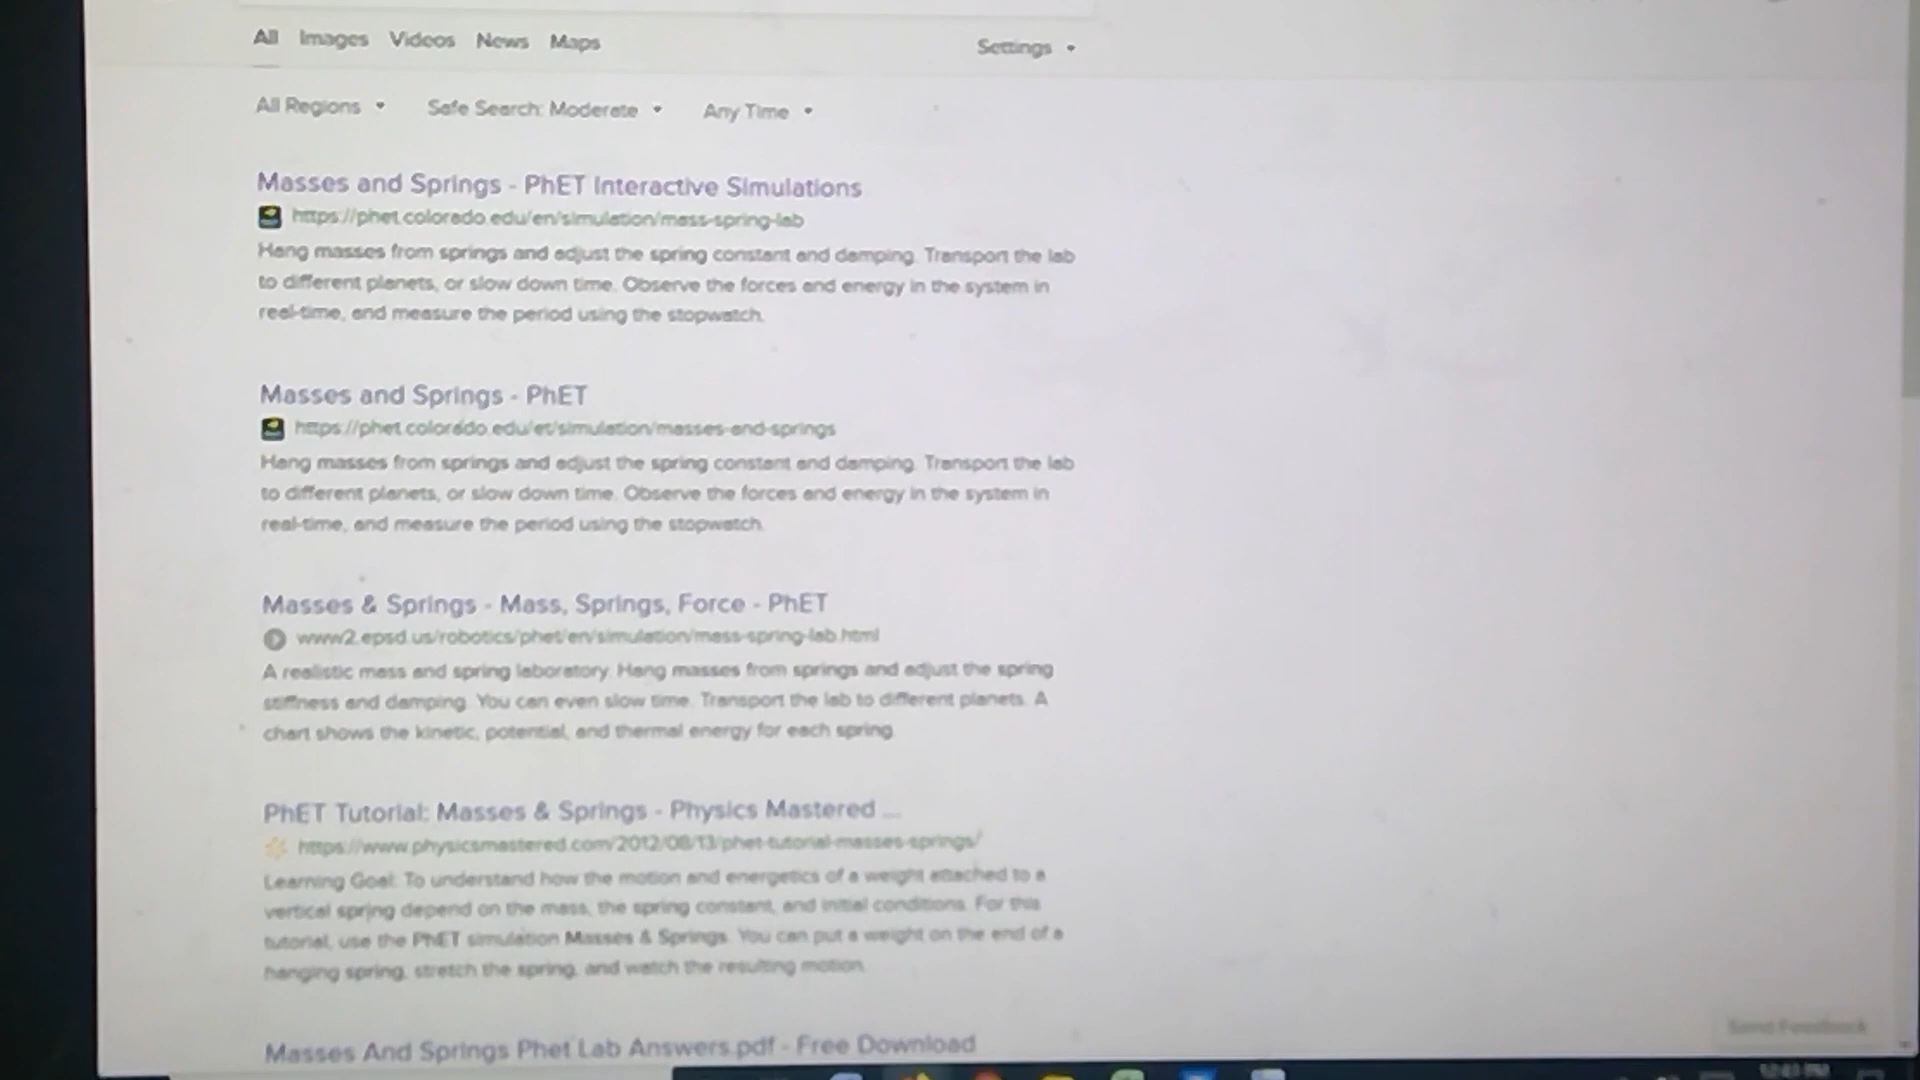 All Images Videos News Maps Settings
All Regions Safe Search: Moderate Any Time
Masses and Springs - PhET Interactive Simulations
https://phet.colorado.edu/en/simulation/mass-spring-lab
Hang masses from springs and adjust the spring constant and damping. Transport the lab
to different planets, or slow down time. Observe the forces and energy in the system in
real-time, and measure the period using the stopwatch.
Masses and Springs - PhET
https://phet.colorado.edu/et/simulation/masses-and-springs
Hang masses from springs and adjust the spring constant and damping. Transport the lab
to different planets, or slow down time. Observe the forces and energy in the system in
real-time, and measure the period using the stopwatch.
Masses & Springs - Mass, Springs, Force - PhET
www2.epsd.us/robotics/phet/en/simulation/mass-spring-lab.html
A realistic mass and spring laboratory. Hang masses from springs and adjust the spring
stiffness and damping. You can even slow time. Transport the lab to different planets. A
chart shows the kinetic, potential, and thermal energy for each spring.
PhET Tutorial: Masses & Springs - Physics Mastered ...
https://www.physicsmastered.com/2012/08/13/phet-tutorial-masses-springs/
Learning Goal: To understand how the motion and energetics of a weight attached to a
vertical spring depend on the mass, the spring constant, and initial conditions. For this
tutorial, use the PhET simulation Masses & Springs. You can put a weight on the end of a
hanging spring, stretch the spring, and watch the resulting motion.
Send Feedback
Masses And Springs Phet Lab Answers.pdf - Free Download